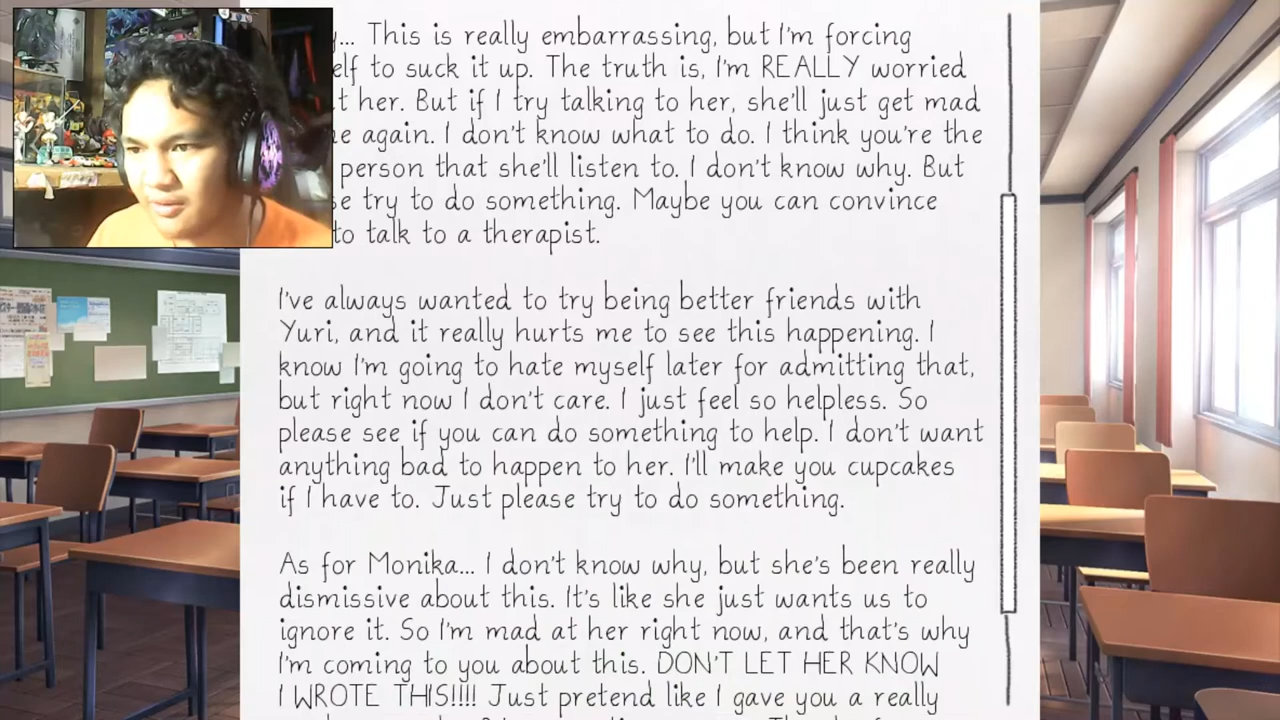 ... This is really embarrassing, but I'm forcing
to suck it up. The truth is, I'm REALLY worried
her. But if I try talking to her, she'll just get mad
again. I don't know what to do. I think you're the
person that she'll listen to. I don't know why. But
try to do something. Maybe you can convince
to talk to a therapist.
I've always wanted to try being better friends with
Yuri, and it really hurts me to see this happening. I
know I'm going to hate myself later for admitting that,
but right now I don't care. I just feel so helpless. So
please see if you can do something to help. I don't want
anything bad to happen to her. I'll make you cupcakes
if I have to. Just please try to do something.
As for Monika... I don't know why, but she's been really
dismissive about this. It's like she just wants us to
ignore it. So I'm mad at her right now, and that's why
I'm coming to you about this. DON'T LET HER KNOW
I WROTE THIS!!!! Just pretend like I gave you a really